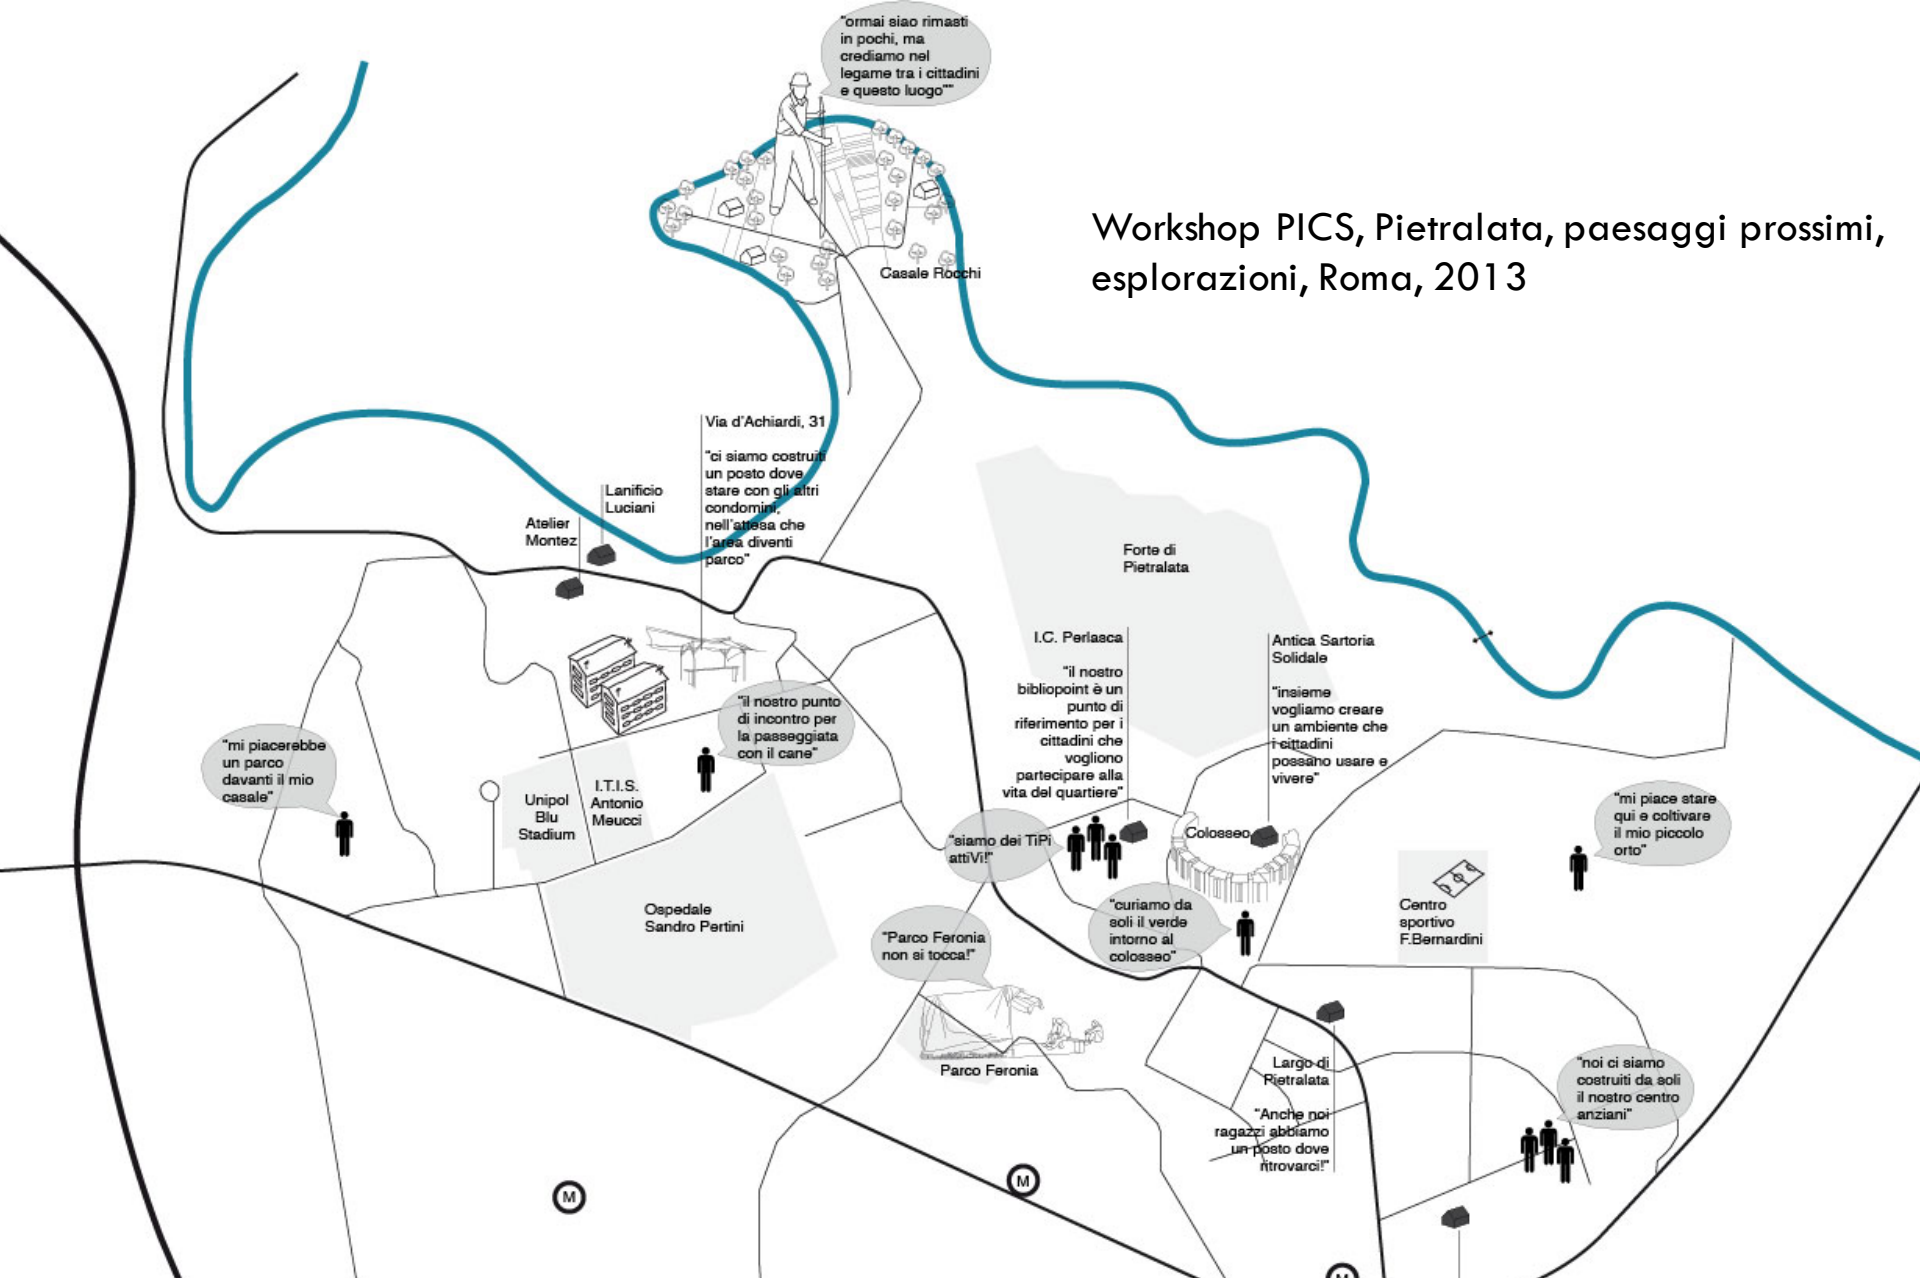 "ormai siao rimasti
in pochi, ma
crediamo nel
legame tra i cittadini
e questo luogo""
Workshop PICS, Pietralata, paesaggi prossimi,
esplorazioni, Roma, 2013
Casale Rocchi
Via d'Achiardi, 31
"ci siamo costruiti
un posto dove
stare con gli altri
condomini,
nell'attesa che
l'area diventi
parco"
Lanificio
Luciani
Atelier
Montez
Forte di
Pietralata
I.C. Perlasca
"il nostro
bibliopoint è un
punto di
riferimento per i
cittadini che
vogliono
partecipare alla
vita del quartiere"
Antica Sartoria
Solidale
"insieme
vogliamo creare
un ambiente che
i cittadini
possano usare e
vivere"
"il nostro punto
di incontro per
la passeggiata
con il cane"
"mi piacerebbe
un parco
davanti il mio
casale"
Unipol
Blu
Stadium
I.T.I.S.
Antonio
Meucci
"siamo dei TiPi
attiVi!"
Colosseo
"mi piace stare
qui e coltivare
il mio piccolo
orto"
Ospedale
Sandro Pertini
"Parco Feronia
non si tocca!"
"curiamo da
soli il verde
intorno al
colosseo"
Centro
sportivo
F.Bernardini
Parco Feronia
Largo di
Pietralata
"Anche noi
ragazzi abbiamo
un posto dove
ritrovarci!"
"noi ci siamo
costruiti da soli
il nostro centro
anziani"
M
M
M